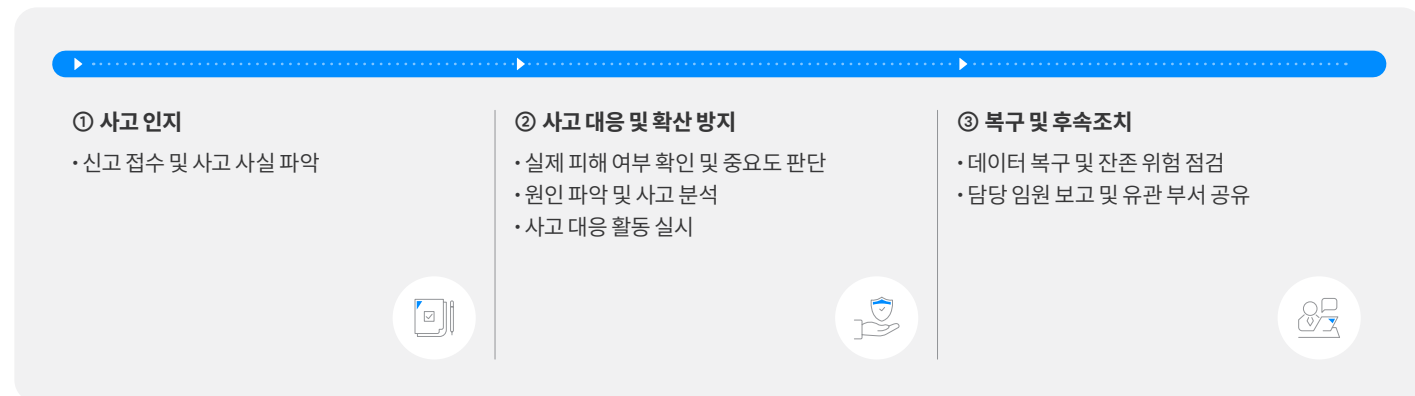 ① 사고 인지
• 신고 접수 및 사고 사실 파악
② 사고 대응 및 확산 방지
• 실제 피해 여부 확인 및 중요도 판단
• 원인 파악 및 사고 분석
• 사고 대응 활동 실시
③ 복구 및 후속조치
• 데이터 복구 및 잔존 위험 점검
• 담당 임원 보고 및 유관 부서 공유